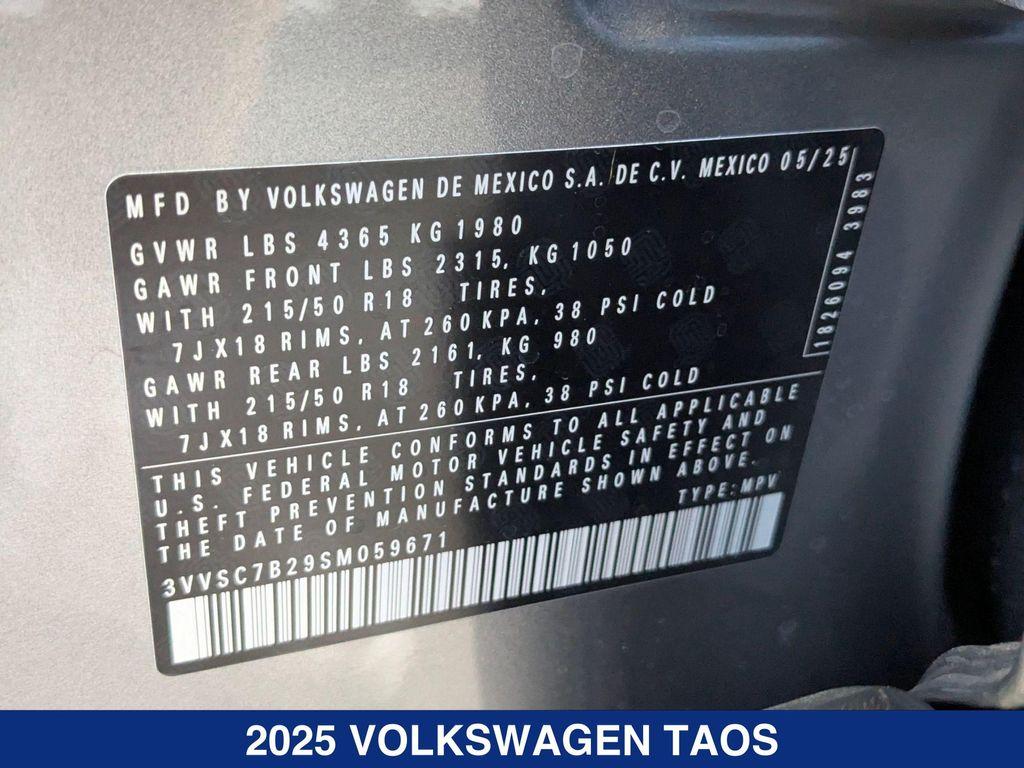 MFD BY VOLKSWAGEN DE MEXICO S.A. DE C.V. MEXICO 05/25
GVWR LBS 4365 KG 1980
GAWR FRONT LBS 2315, KG 1050
WITH 215/50 R18 TIRES,
7JX18 RIMS, AT 260 KPA, 38 PSI COLD
GAWR REAR LBS 2161, KG 980
WITH 215/50 R18 TIRES,
7JX18 RIMS, AT 260 KPA, 38 PSI COLD
1826094 3983
THIS VEHICLE CONFORMS TO ALL APPLICABLE
U.S. FEDERAL MOTOR VEHICLE SAFETY AND
THEFT PREVENTION STANDARDS IN EFFECT ON
THE DATE OF MANUFACTURE SHOWN ABOVE.
TYPE: MPV
3VVSC7B29SM059671
2025 VOLKSWAGEN TAOS